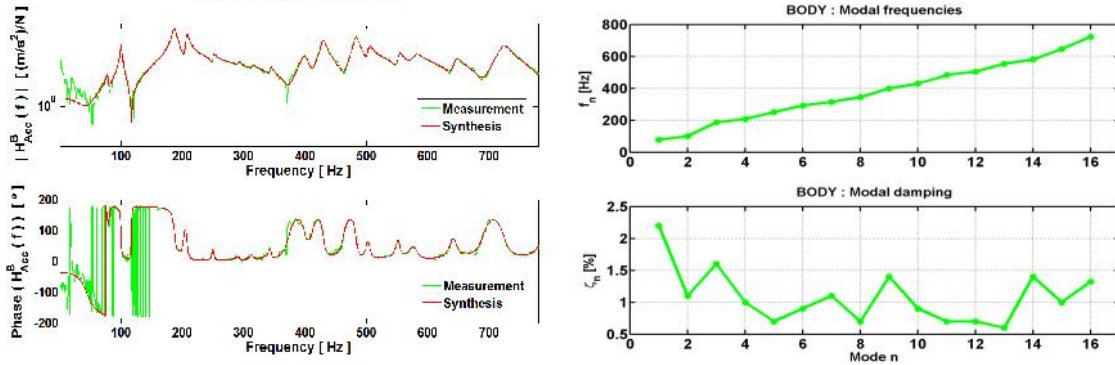 | H^B_Acc ( f ) | [ (m/s²)/N ]
10^0
Measurement
Synthesis
100 200 300 400 500 600 700
Frequency [ Hz ]
Phase ( H^B_Acc ( f ) ) [ º ]
200
100
0
-100
-200
Measurement
Synthesis
100 200 300 400 500 600 700
Frequency [ Hz ]
BODY : Modal frequencies
f_n [Hz]
800
600
400
200
0
0 2 4 6 8 10 12 14 16
BODY : Modal damping
ζ_n [%]
2.5
2
1.5
1
0.5
0 2 4 6 8 10 12 14 16
Mode n